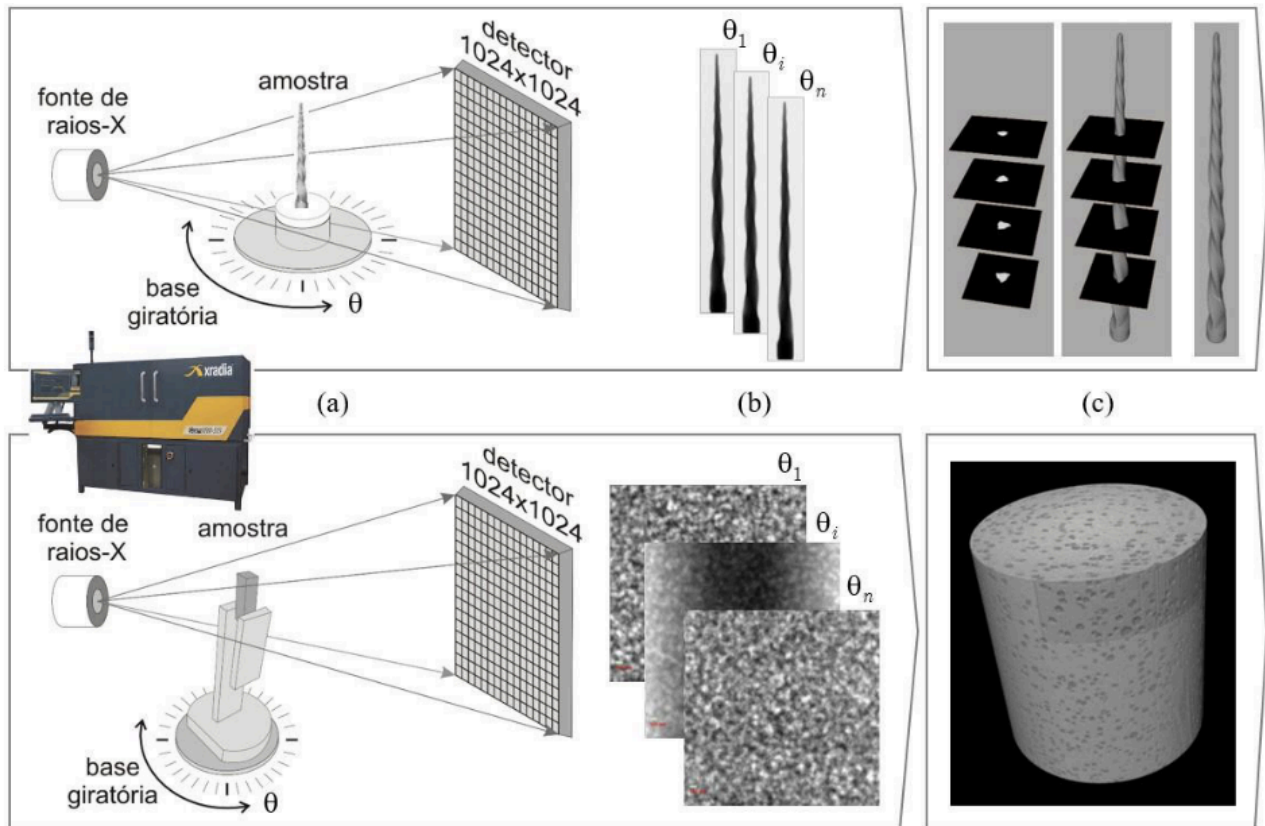 fonte de
raios-X
amostra
detector
1024x1024
base
giratória
θ
θ1
θi
θn
xradia
(a)
(b)
(c)
fonte de
raios-X
amostra
detector
1024x1024
base
giratória
θ
θ1
θi
θn